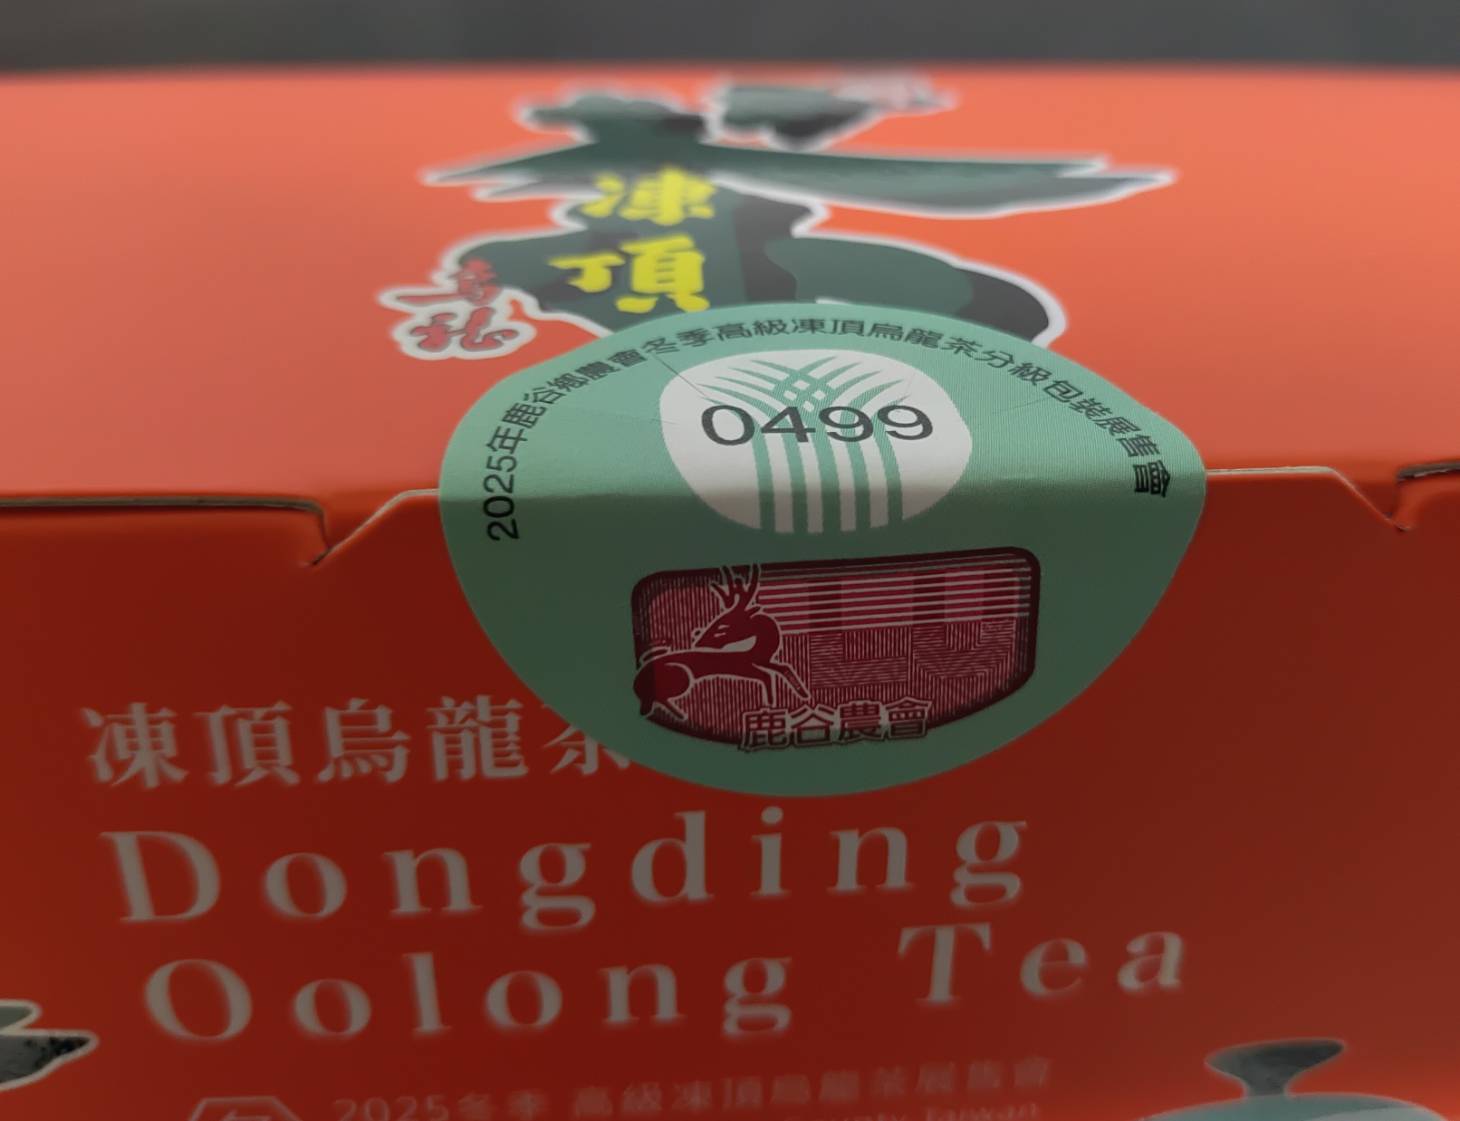 凍
頂
2025年鹿谷鄉農會冬季高級凍頂烏龍茶分級包裝展售會
0499
鹿谷農會
凍頂烏龍茶
Dongding
Oolong Tea
2025冬季 高級凍頂烏龍茶展售會
Taiwan